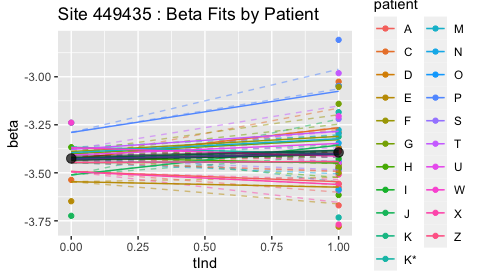 Site 449435 : Beta Fits by Patient
patient
A
C
D
E
F
G
H
I
J
K
K*
M
N
O
P
S
T
U
W
X
Z
beta
-3.00
-3.25
-3.50
-3.75
0.00 0.25 0.50 0.75 1.00
tInd